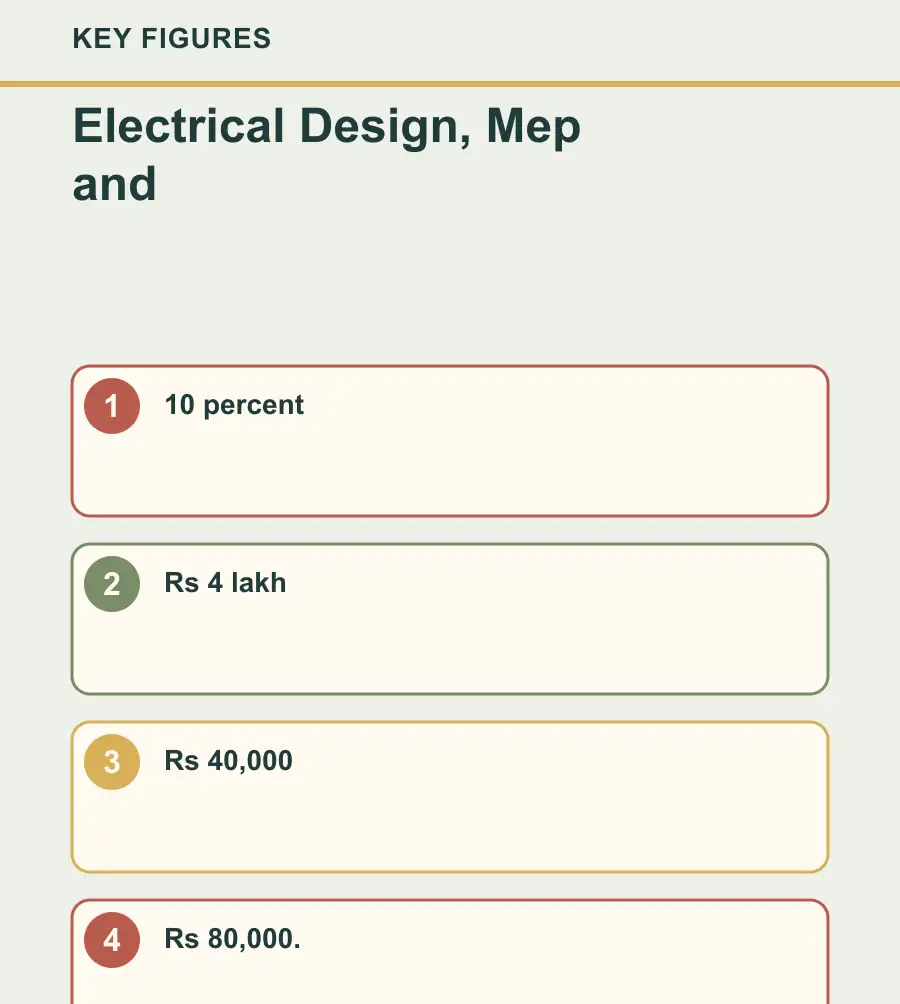 KEY FIGURES
Electrical Design, Mep
and
1
10 percent
2
Rs 4 lakh
3
Rs 40,000
4
Rs 80,000.